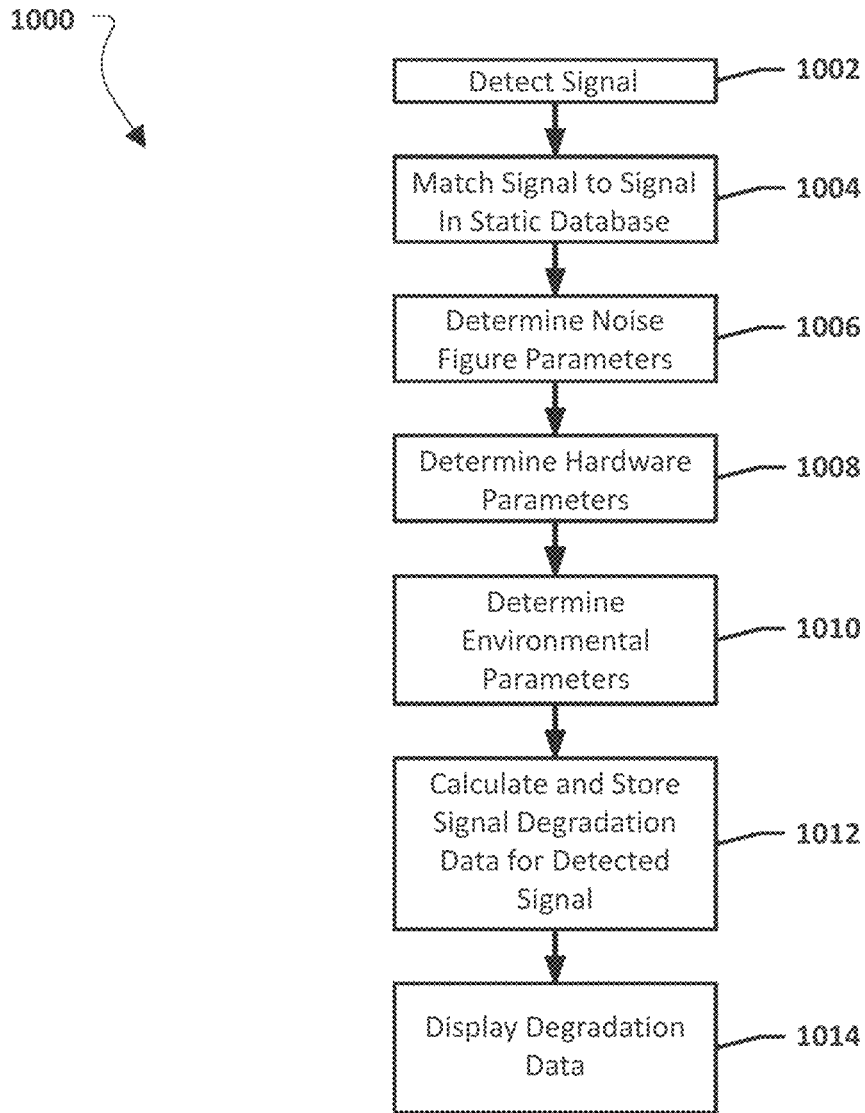 1000
Detect Signal
1002
Match Signal to Signal
In Static Database
1004
Determine Noise
Figure Parameters
1006
Determine Hardware
Parameters
1008
Determine
Environmental
Parameters
1010
Calculate and Store
Signal Degradation
Data for Detected
Signal
1012
Display Degradation
Data
1014